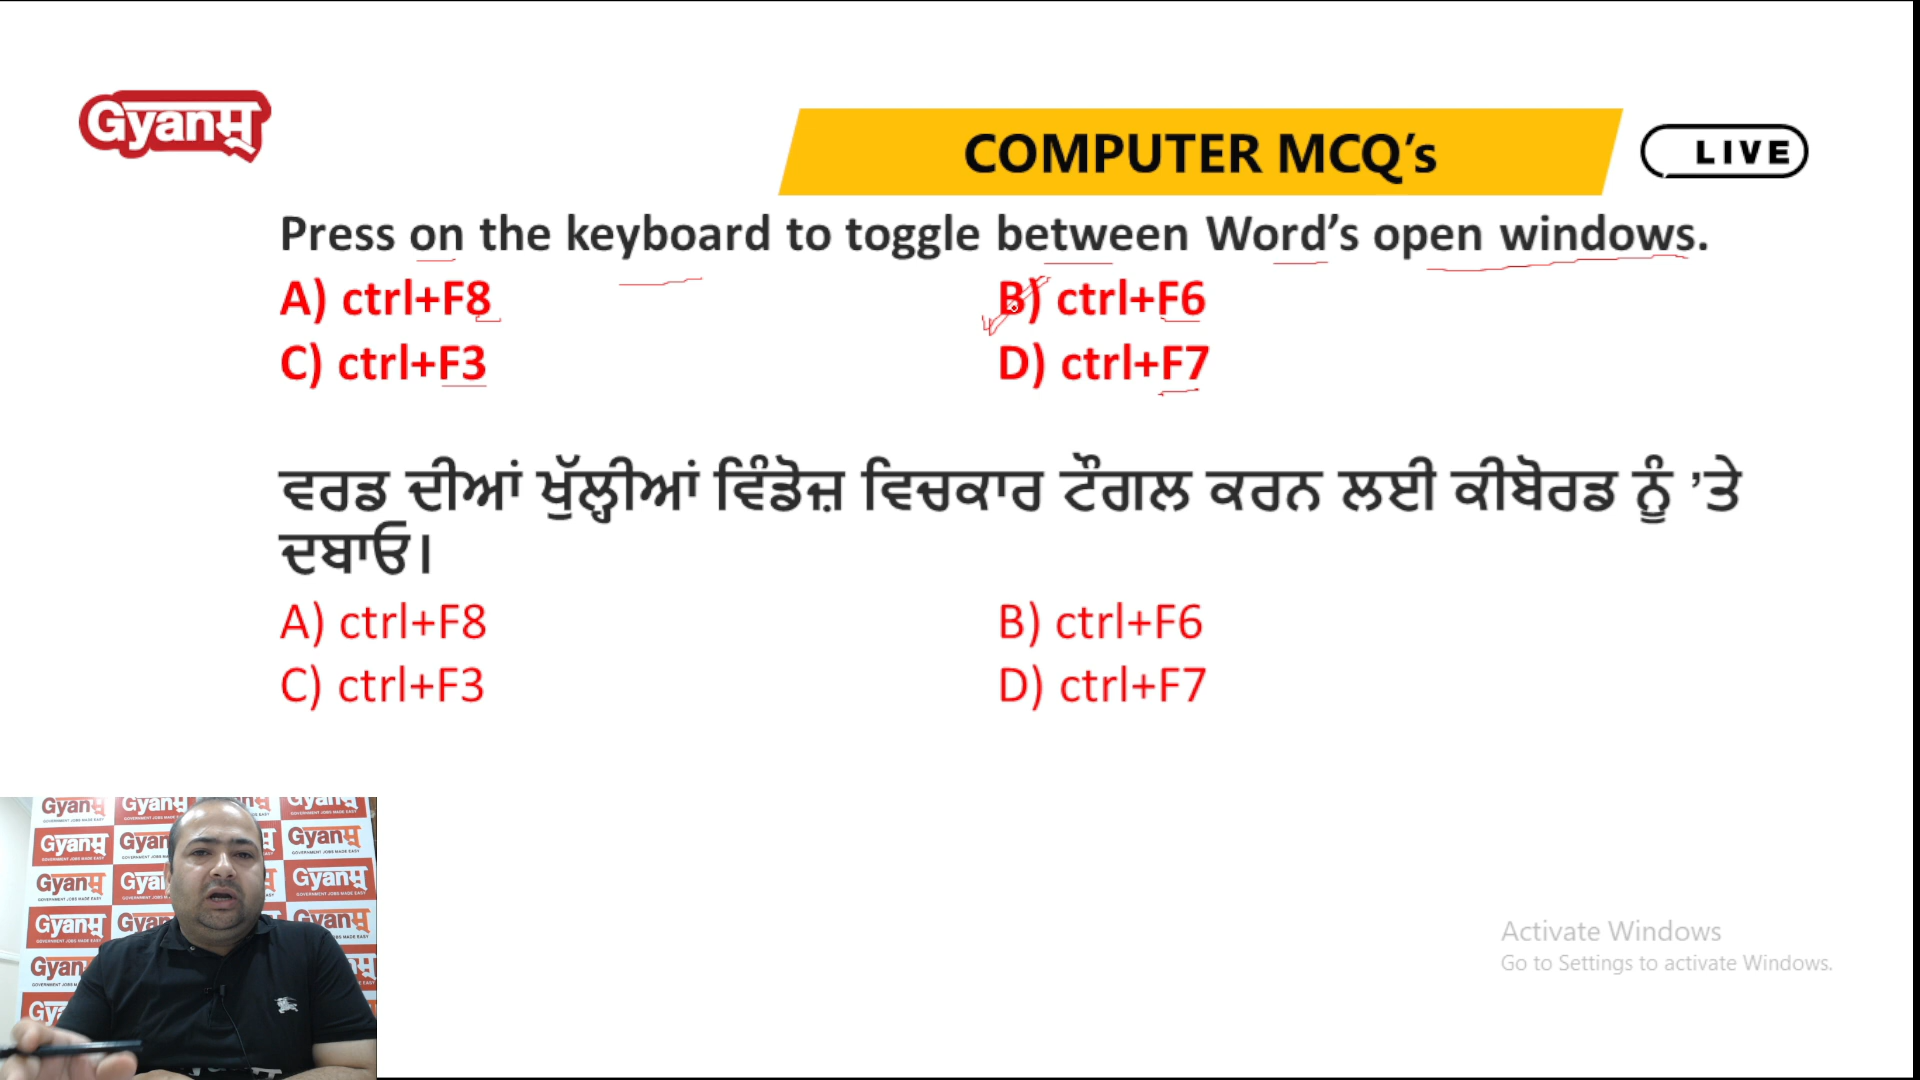 Gyanम
COMPUTER MCQ’s
LIVE
Press on the keyboard to toggle between Word’s open windows.
A) ctrl+F8
B) ctrl+F6
C) ctrl+F3
D) ctrl+F7
ਵਰਡ ਦੀਆਂ ਖੁੱਲ੍ਹੀਆਂ ਵਿੰਡੋਜ਼ ਵਿਚਕਾਰ ਟੌਗਲ ਕਰਨ ਲਈ ਕੀਬੋਰਡ ਨੂੰ ’ਤੇ
ਦਬਾਓ।
A) ctrl+F8
B) ctrl+F6
C) ctrl+F3
D) ctrl+F7
Activate Windows
Go to Settings to activate Windows.